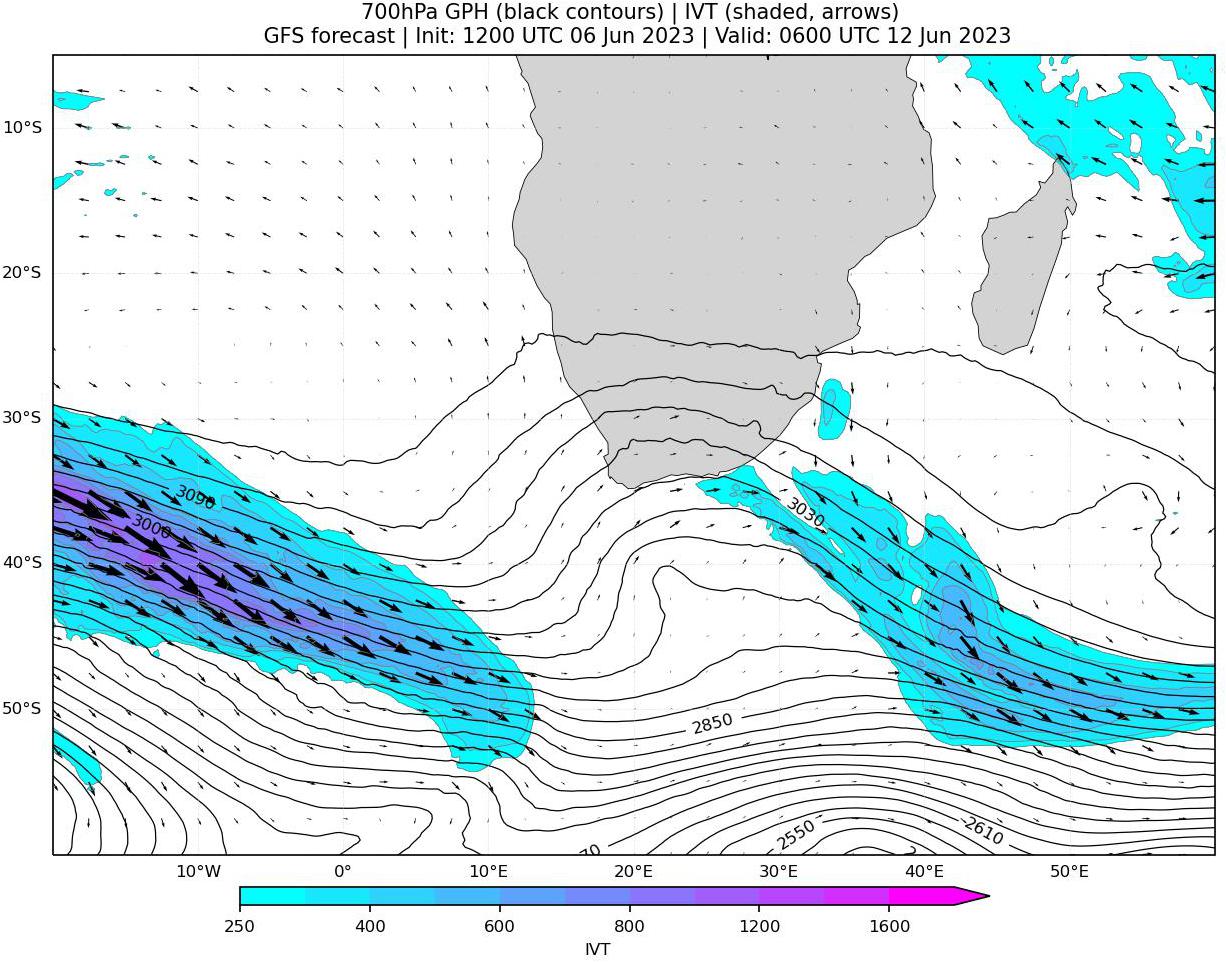 700hPa GPH (black contours) | IVT (shaded, arrows)
GFS forecast | Init: 1200 UTC 06 Jun 2023 | Valid: 0600 UTC 12 Jun 2023
10°S
20°S
3090
3000
3030
30°S
40°S
50°S
2850
2550
2610
70
10°W
0°
10°E
20°E
30°E
40°E
50°E
250
400
600
800
1200
1600
IVT